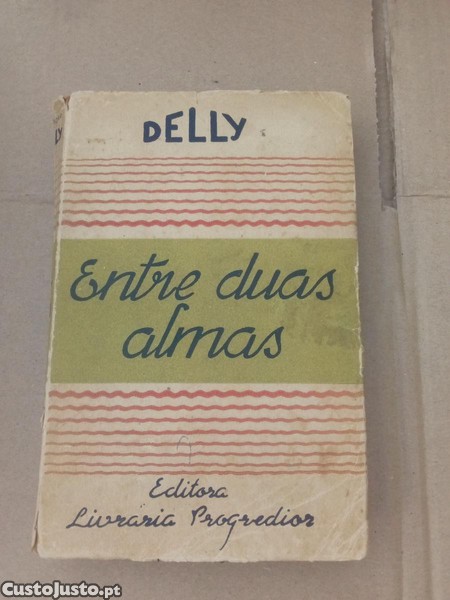 DELLY
Entre duas
almas
Editora
Livraria Progredior
CustoJusto.pt